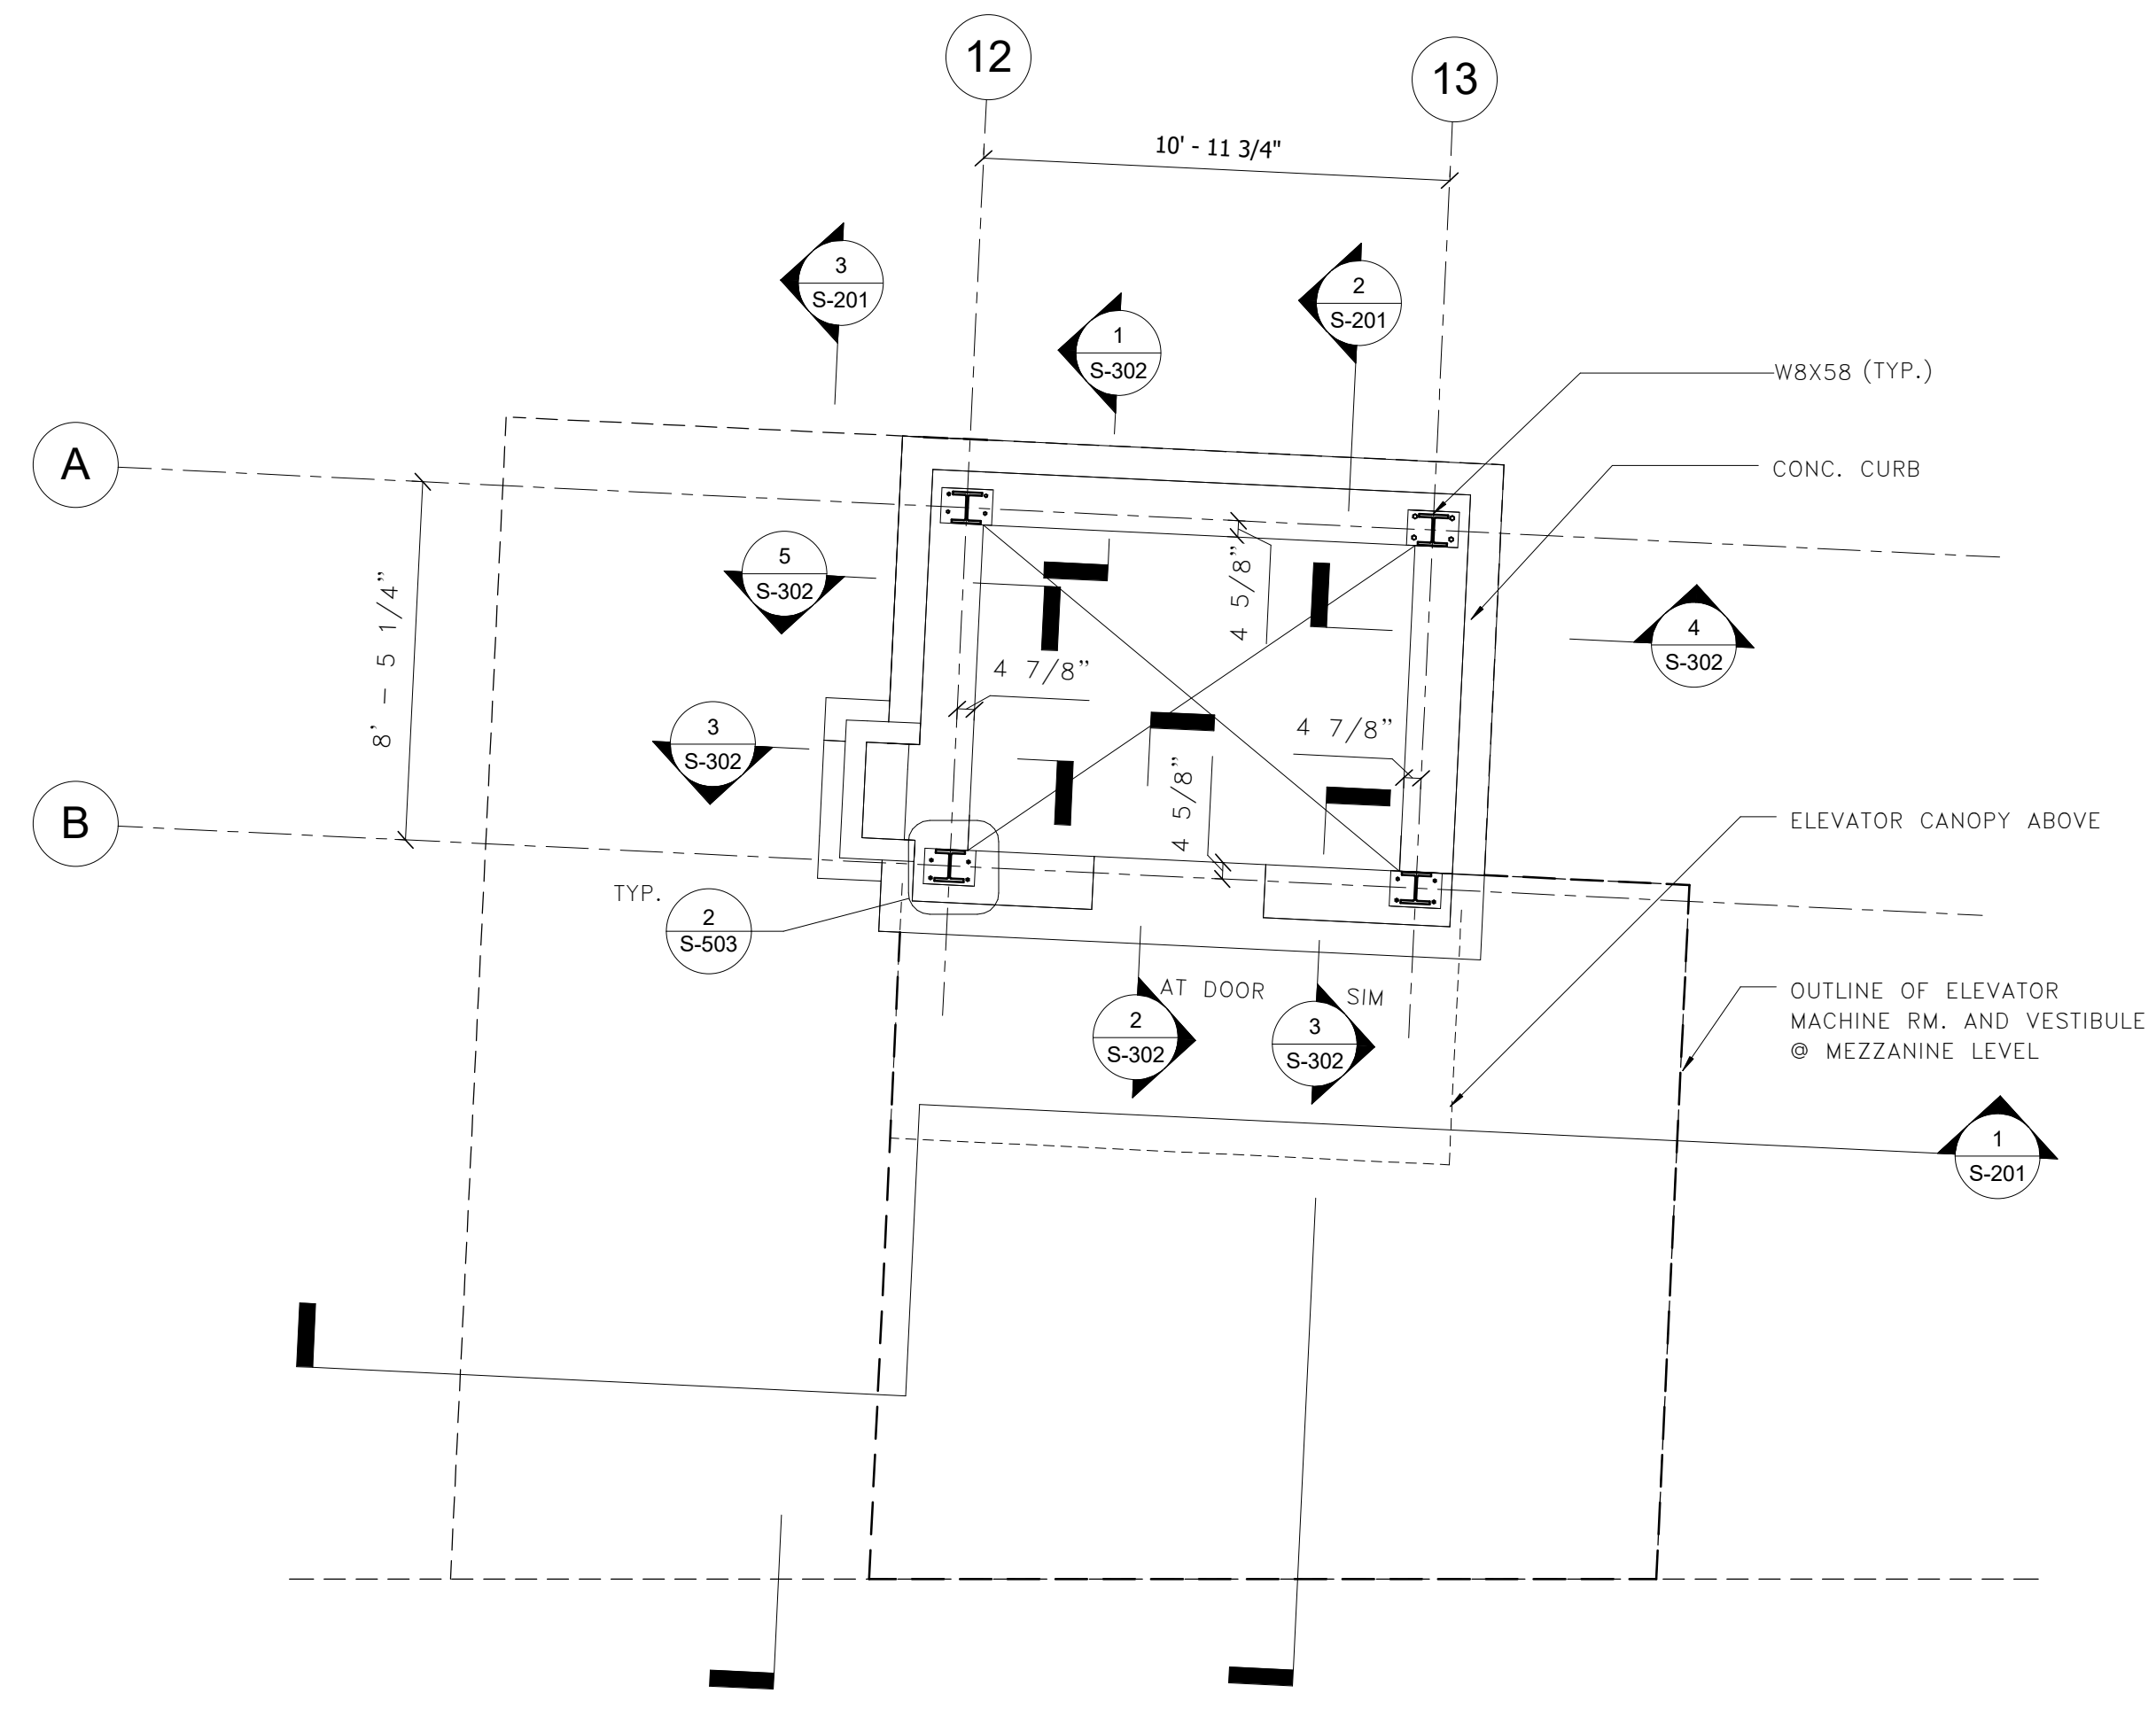 12
13
10' - 11 3/4"
3
S-201
2
S-201
1
S-302
W8X58 (TYP.)
A
CONC. CURB
5
S-302
4 5/8”
8’ – 5 1/4”
4
S-302
4 7/8”
3
S-302
4 7/8”
4 5/8”
B
ELEVATOR CANOPY ABOVE
TYP.
2
S-503
AT DOOR
SIM
2
S-302
3
S-302
OUTLINE OF ELEVATOR
MACHINE RM. AND VESTIBULE
@ MEZZANINE LEVEL
1
S-201